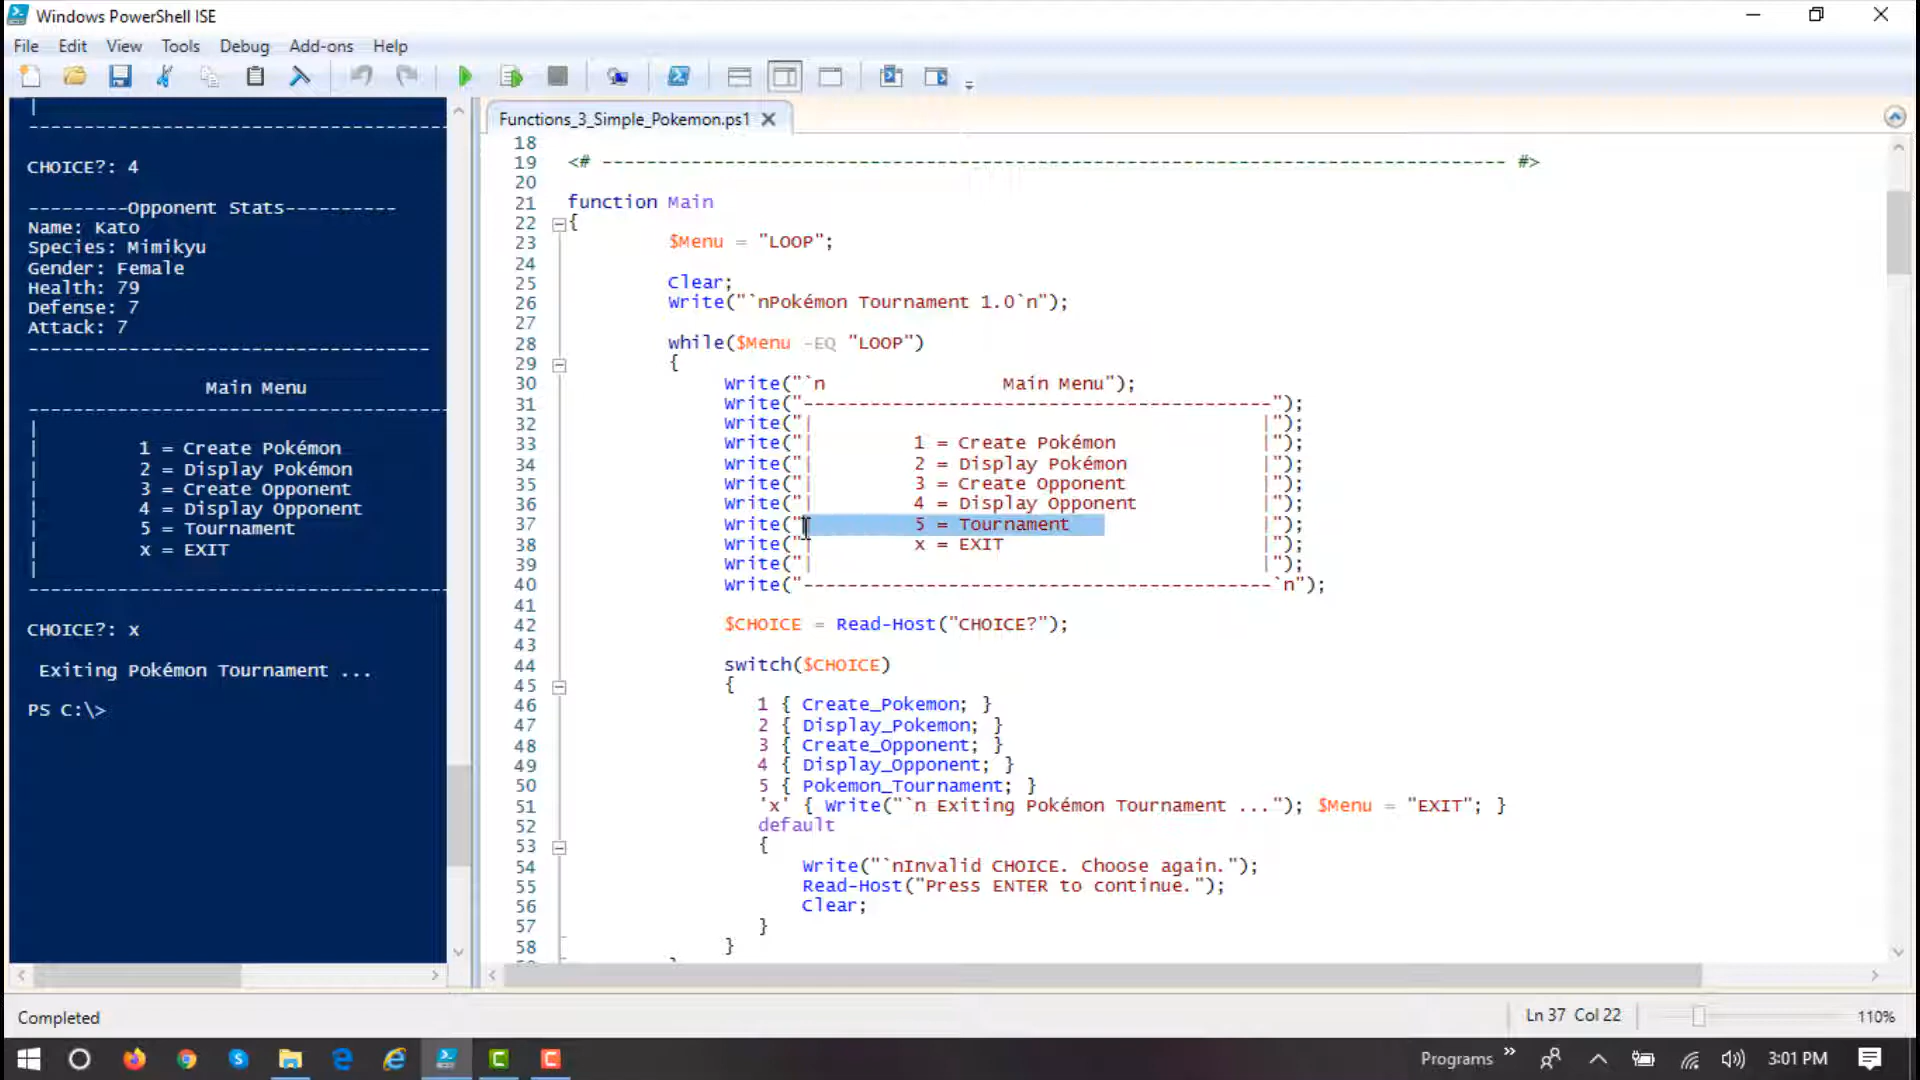 Windows PowerShell ISE
File Edit View Tools Debug Add-ons Help
|
--------------------------------------
CHOICE?: 4
---------Opponent Stats----------
Name: Kato
Species: Mimikyu
Gender: Female
Health: 79
Defense: 7
Attack: 7
------------------------------------
Main Menu
--------------------------------------
|
| 1 = Create Pokémon
| 2 = Display Pokémon
| 3 = Create Opponent
| 4 = Display Opponent
| 5 = Tournament
| x = EXIT
|
--------------------------------------
CHOICE?: x
Exiting Pokémon Tournament ...
PS C:\>
Functions_3_Simple_Pokemon.ps1
18
19 <# --------------------------------------------------------------------------------- #>
20
21 function Main
22 {
23 $Menu = "LOOP";
24
25 Clear;
26 Write("`nPokémon Tournament 1.0`n");
27
28 while($Menu -EQ "LOOP")
29 {
30 Write("`n                Main Menu");
31 Write("------------------------------------------");
32 Write("|                                        |");
33 Write("|         1 = Create Pokémon             |");
34 Write("|         2 = Display Pokémon            |");
35 Write("|         3 = Create Opponent            |");
36 Write("|         4 = Display Opponent           |");
37 Write("|         5 = Tournament                 |");
38 Write("|         x = EXIT                       |");
39 Write("|                                        |");
40 Write("------------------------------------------`n");
41
42 $CHOICE = Read-Host("CHOICE?");
43
44 switch($CHOICE)
45 {
46 1 { Create_Pokemon; }
47 2 { Display_Pokemon; }
48 3 { Create_Opponent; }
49 4 { Display_Opponent; }
50 5 { Pokemon_Tournament; }
51 'x' { Write("`n Exiting Pokémon Tournament ..."); $Menu = "EXIT"; }
52 default
53 {
54 Write("`nInvalid CHOICE. Choose again.");
55 Read-Host("Press ENTER to continue.");
56 Clear;
57 }
58 }
Completed
Ln 37 Col 22
110%
Programs
3:01 PM